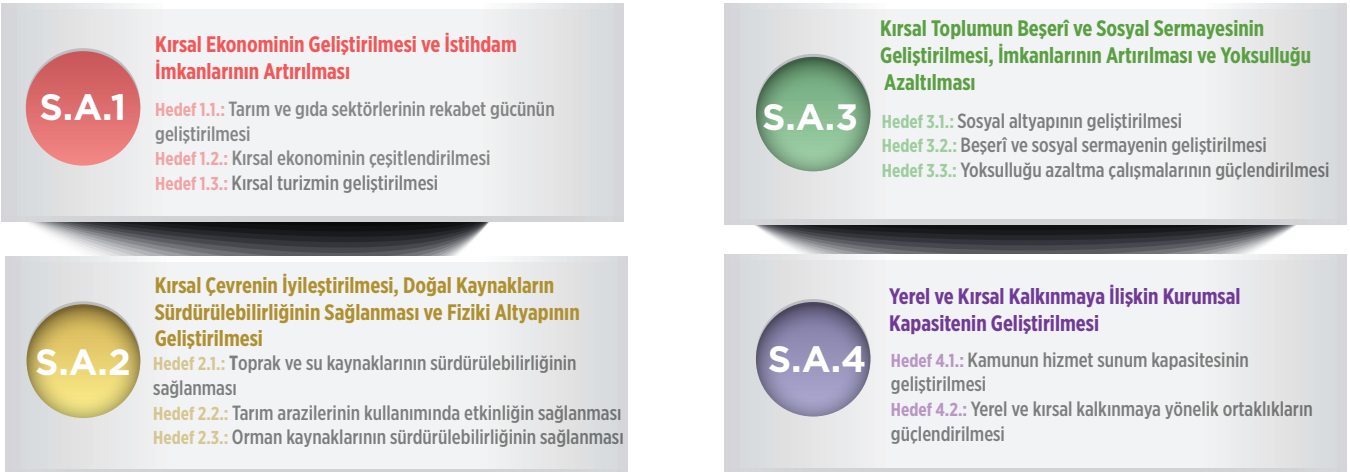 S.A.1
Kırsal Ekonominin Geliştirilmesi ve İstihdam
İmkanlarının Artırılması
Hedef 1.1.: Tarım ve gıda sektörlerinin rekabet gücünün
geliştirilmesi
Hedef 1.2.: Kırsal ekonominin çeşitlendirilmesi
Hedef 1.3.: Kırsal turizmin geliştirilmesi
S.A.2
Kırsal Çevrenin İyileştirilmesi, Doğal Kaynakların
Sürdürülebilirliğinin Sağlanması ve Fiziki Altyapının
Geliştirilmesi
Hedef 2.1.: Toprak ve su kaynaklarının sürdürülebilirliğinin
sağlanması
Hedef 2.2.: Tarım arazilerinin kullanımında etkinliğin sağlanması
Hedef 2.3.: Orman kaynaklarının sürdürülebilirliğinin sağlanması
S.A.3
Kırsal Toplumun Beşerî ve Sosyal Sermayesinin
Geliştirilmesi, İmkanlarının Artırılması ve Yoksulluğu
Azaltılması
Hedef 3.1.: Sosyal altyapının geliştirilmesi
Hedef 3.2.: Beşerî ve sosyal sermayenin geliştirilmesi
Hedef 3.3.: Yoksulluğu azaltma çalışmalarının güçlendirilmesi
S.A.4
Yerel ve Kırsal Kalkınmaya İlişkin Kurumsal
Kapasitenin Geliştirilmesi
Hedef 4.1.: Kamunun hizmet sunum kapasitesinin
geliştirilmesi
Hedef 4.2.: Yerel ve kırsal kalkınmaya yönelik ortaklıkların
güçlendirilmesi